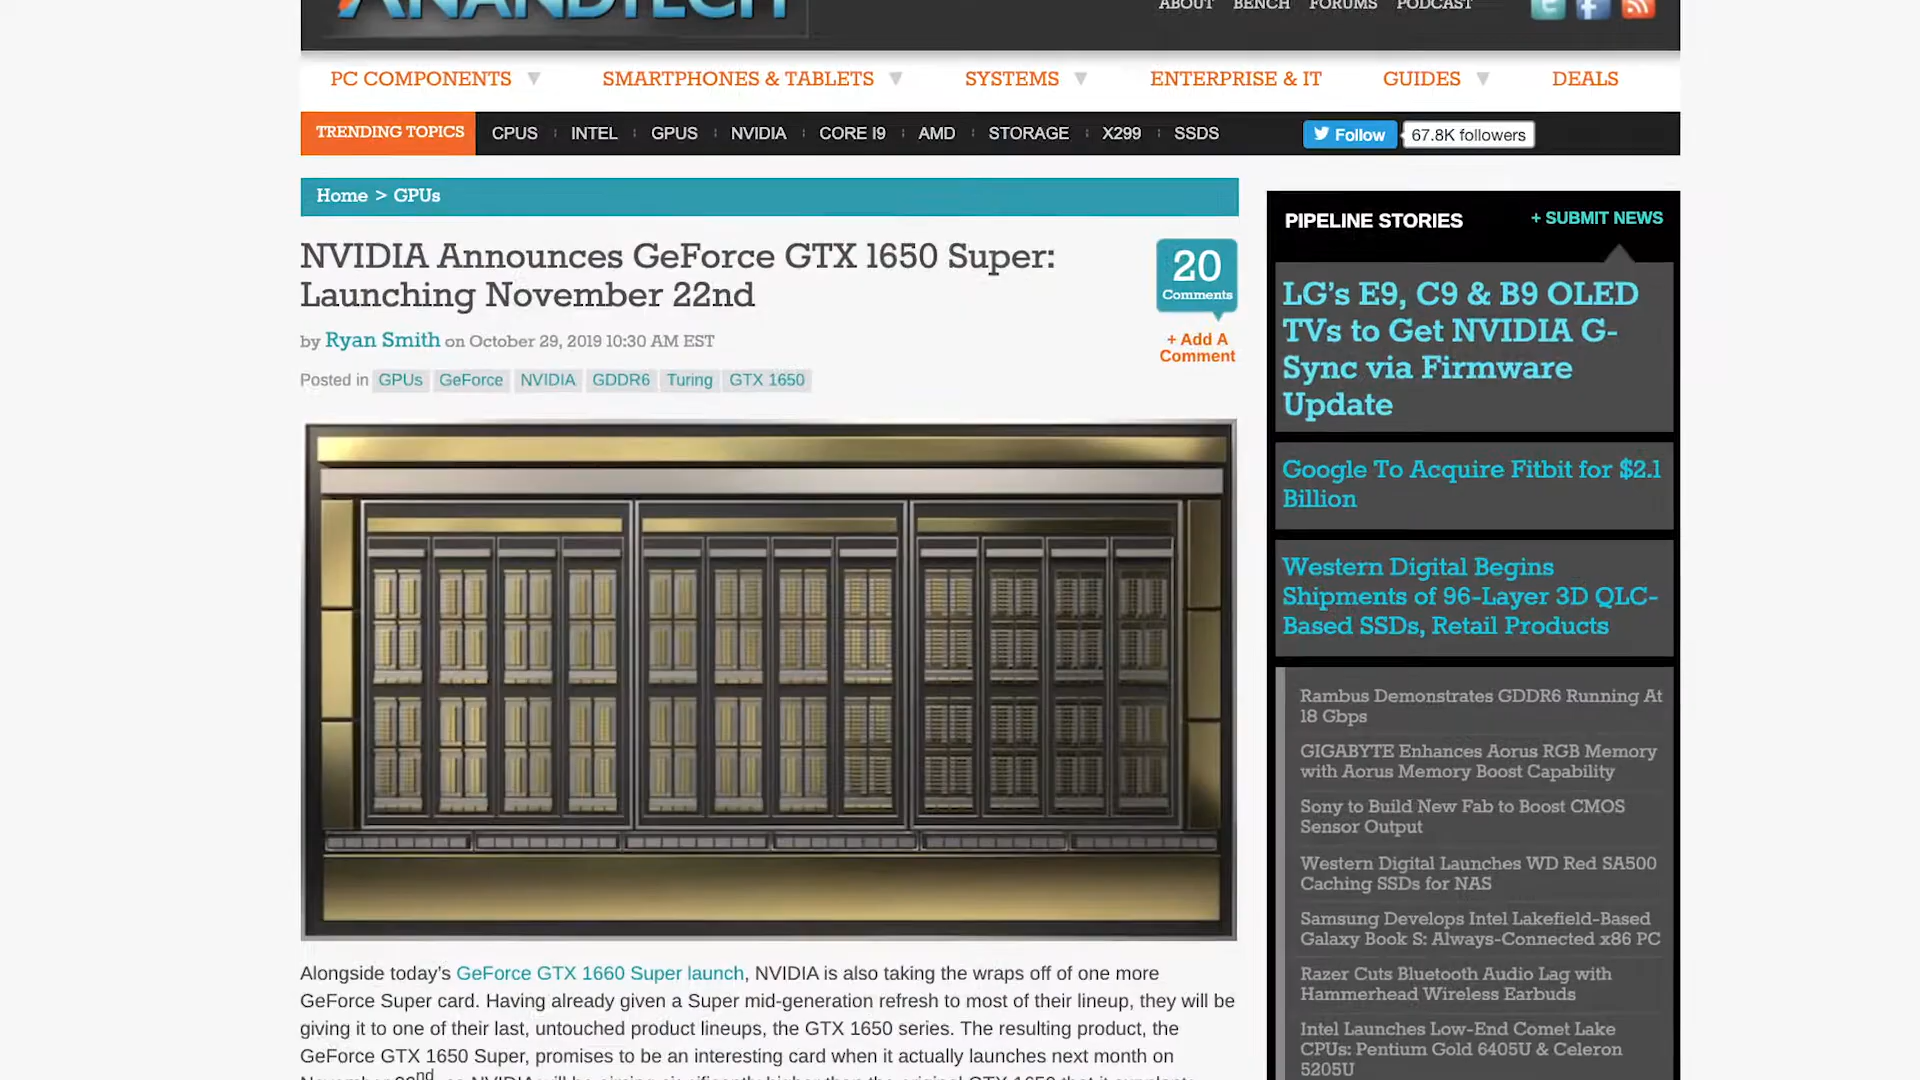 ANANDTECH
ABOUT BENCH FORUMS PODCAST
PC COMPONENTS SMARTPHONES & TABLETS SYSTEMS ENTERPRISE & IT GUIDES DEALS
TRENDING TOPICS CPUS INTEL GPUS NVIDIA CORE I9 AMD STORAGE X299 SSDS Follow 67.8K followers
Home > GPUs
NVIDIA Announces GeForce GTX 1650 Super:
Launching November 22nd
by Ryan Smith on October 29, 2019 10:30 AM EST
Posted in GPUs GeForce NVIDIA GDDR6 Turing GTX 1650
20
Comments
+ Add A
Comment
Alongside today's GeForce GTX 1660 Super launch, NVIDIA is also taking the wraps off of one more
GeForce Super card. Having already given a Super mid-generation refresh to most of their lineup, they will be
giving it to one of their last, untouched product lineups, the GTX 1650 series. The resulting product, the
GeForce GTX 1650 Super, promises to be an interesting card when it actually launches next month on
PIPELINE STORIES + SUBMIT NEWS
LG's E9, C9 & B9 OLED
TVs to Get NVIDIA G-
Sync via Firmware
Update
Google To Acquire Fitbit for $2.1
Billion
Western Digital Begins
Shipments of 96-Layer 3D QLC-
Based SSDs, Retail Products
Rambus Demonstrates GDDR6 Running At
18 Gbps
GIGABYTE Enhances Aorus RGB Memory
with Aorus Memory Boost Capability
Sony to Build New Fab to Boost CMOS
Sensor Output
Western Digital Launches WD Red SA500
Caching SSDs for NAS
Samsung Develops Intel Lakefield-Based
Galaxy Book S: Always-Connected x86 PC
Razer Cuts Bluetooth Audio Lag with
Hammerhead Wireless Earbuds
Intel Launches Low-End Comet Lake
CPUs: Pentium Gold 6405U & Celeron
5205U